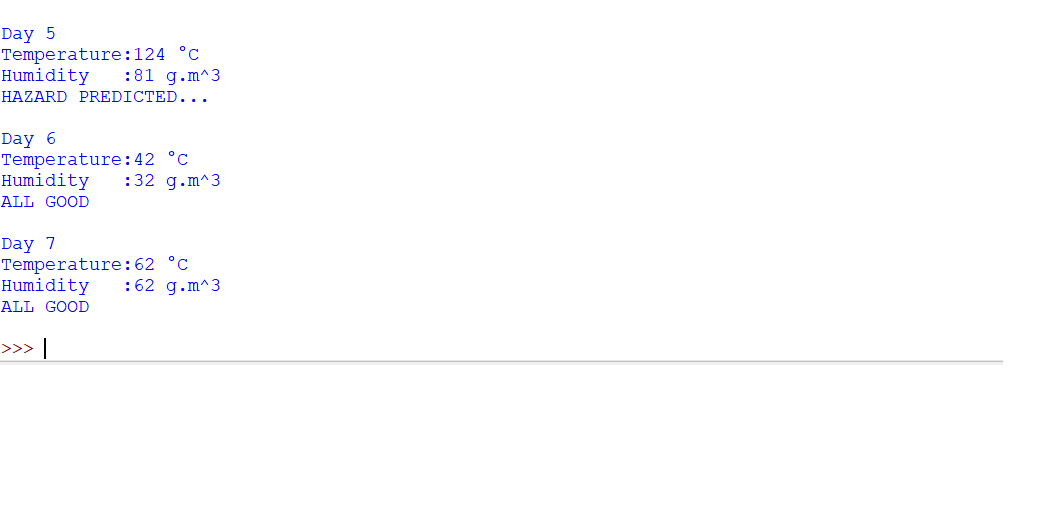 Day 5
Temperature:124 °C
Humidity   :81 g.m^3
HAZARD PREDICTED...
Day 6
Temperature:42 °C
Humidity   :32 g.m^3
ALL GOOD
Day 7
Temperature:62 °C
Humidity   :62 g.m^3
ALL GOOD
>>>